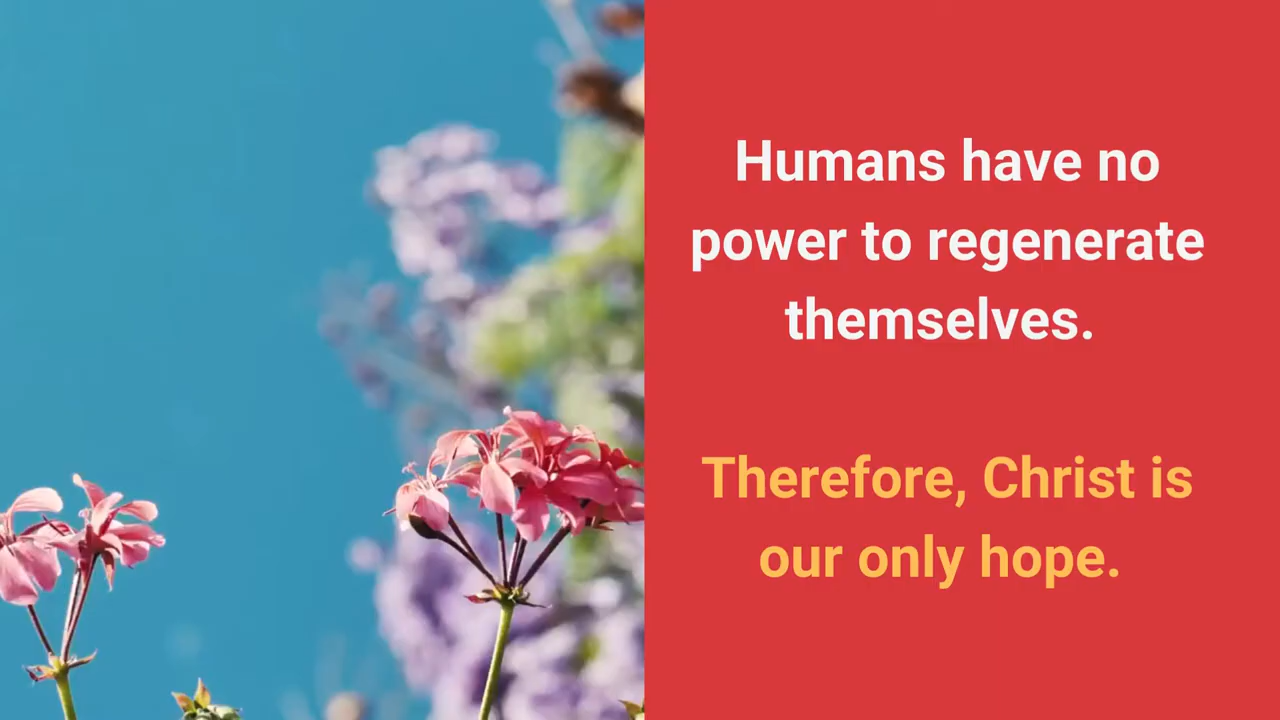 Humans have no
power to regenerate
themselves.
Therefore, Christ is
our only hope.